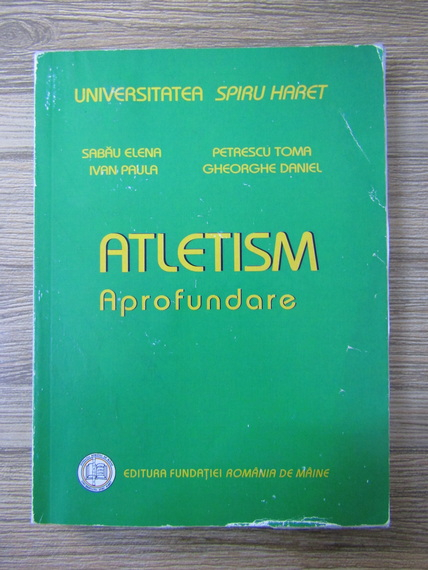 UNIVERSITATEA SPIRU HARET
SABĂU ELENA PETRESCU TOMA
IVAN PAULA GHEORGHE DANIEL
ATLETISM
Aprofundare
EDITURA FUNDAȚIEI ROMÂNIA DE MÂINE